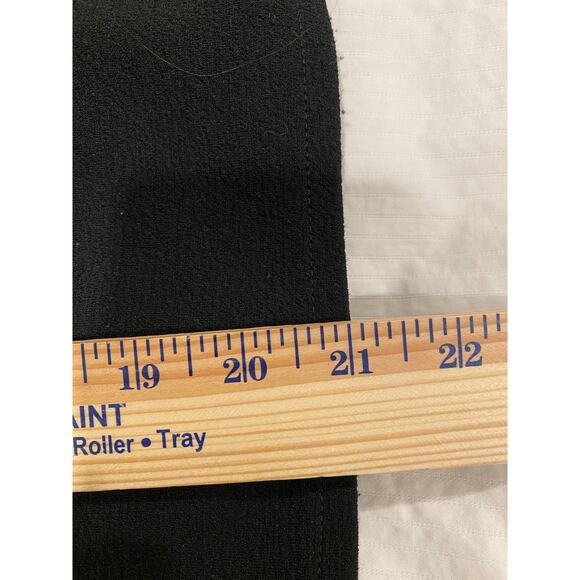 19 20 21 22
AINT
Roller • Tray